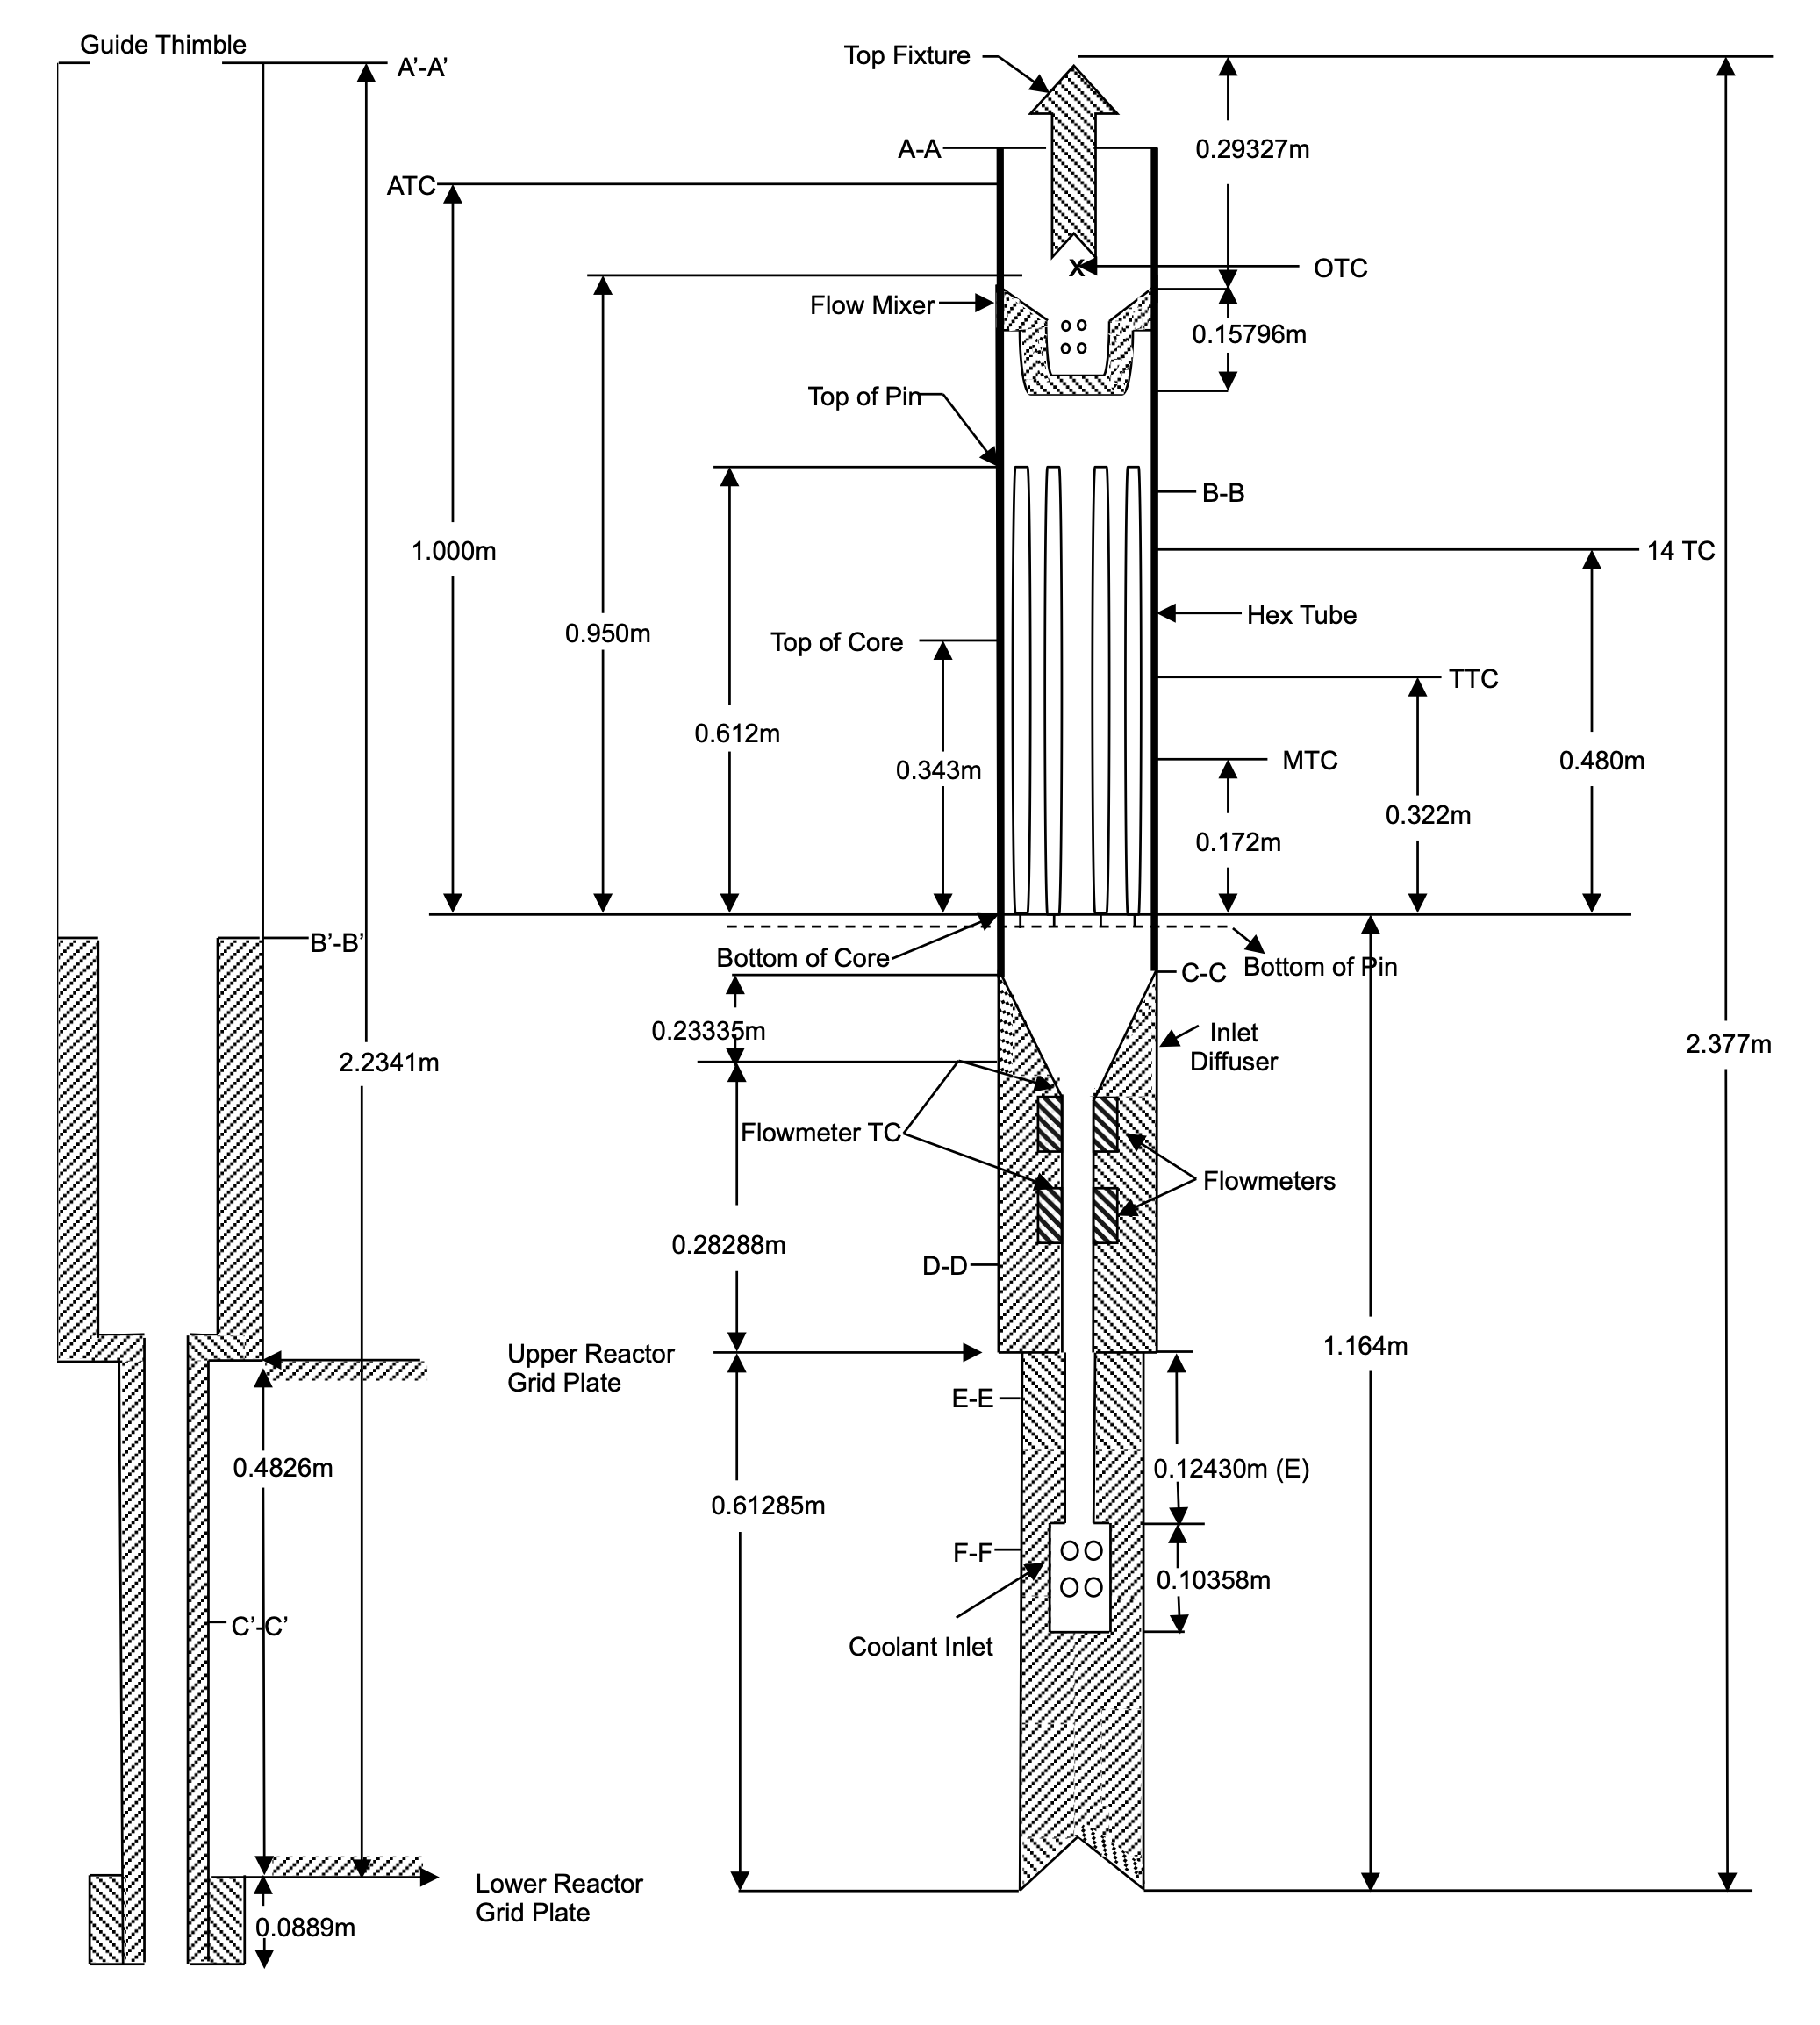 Guide Thimble
A’-A’
Top Fixture
A-A
0.29327m
ATC
OTC
Flow Mixer
0.15796m
Top of Pin
B-B
1.000m
14 TC
Hex Tube
0.950m
Top of Core
TTC
0.612m
0.343m
MTC
0.480m
0.322m
0.172m
B’-B’
Bottom of Core
C-C
Bottom of Pin
0.23335m
Inlet
Diffuser
2.377m
2.2341m
Flowmeter TC
Flowmeters
0.28288m
D-D
1.164m
Upper Reactor
Grid Plate
E-E
0.4826m
0.12430m (E)
0.61285m
F-F
0.10358m
C’-C’
Coolant Inlet
Lower Reactor
Grid Plate
0.0889m
X